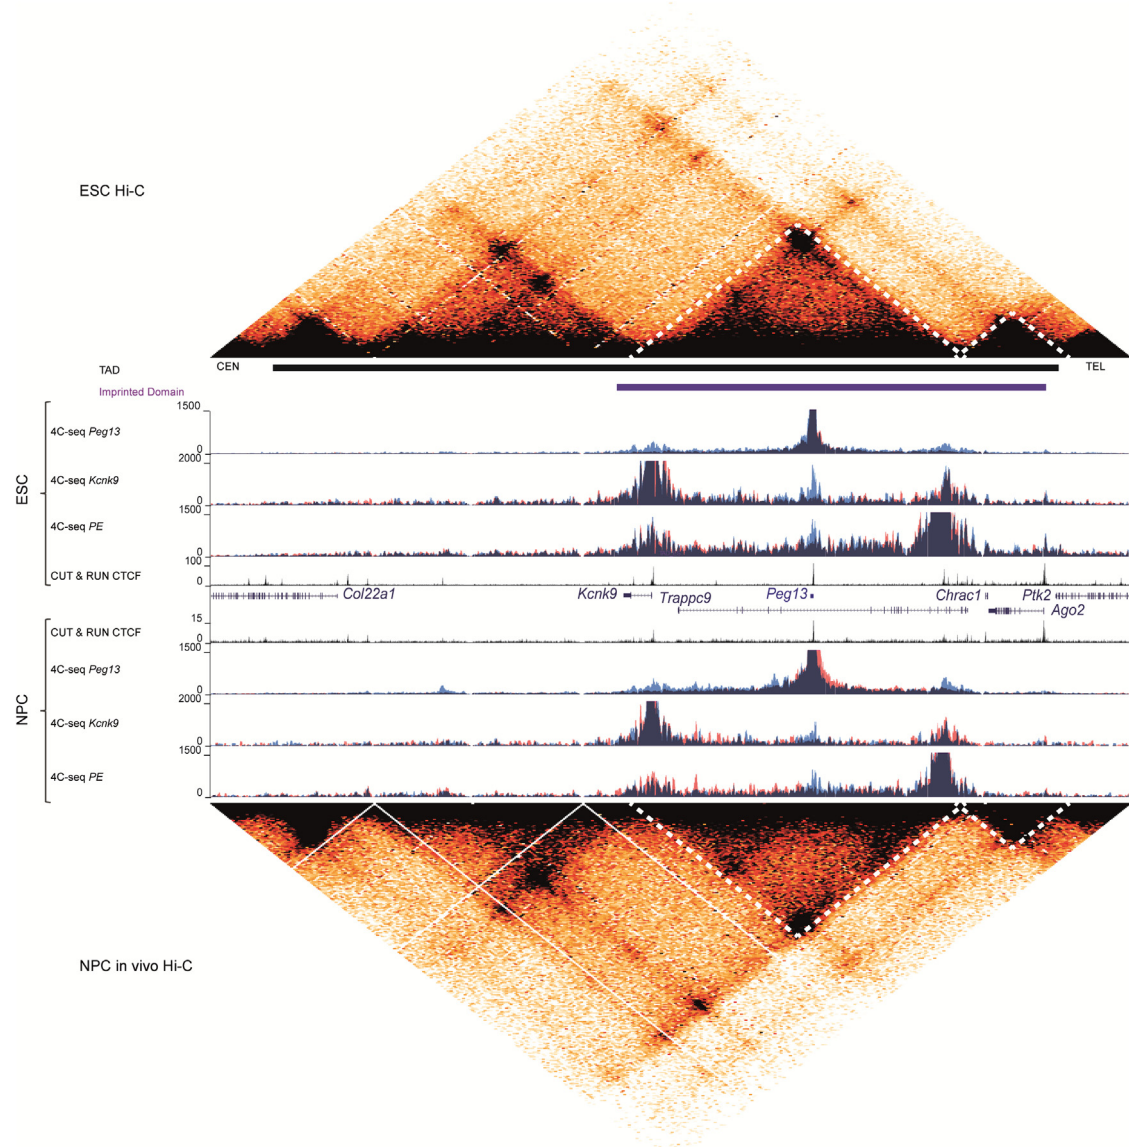 ESC Hi-C
CEN
TEL
TAD
Imprinted Domain
ESC
1500
4C-seq Peg13
0
2000
4C-seq Kcnk9
0
1500
4C-seq PE
0
100
CUT & RUN CTCF
0
Col22a1
Kcnk9
Trappc9
Peg13
Chrac1
Ptk2
Ago2
NPC
15
CUT & RUN CTCF
0
1500
4C-seq Peg13
0
2000
4C-seq Kcnk9
0
1500
4C-seq PE
0
NPC in vivo Hi-C